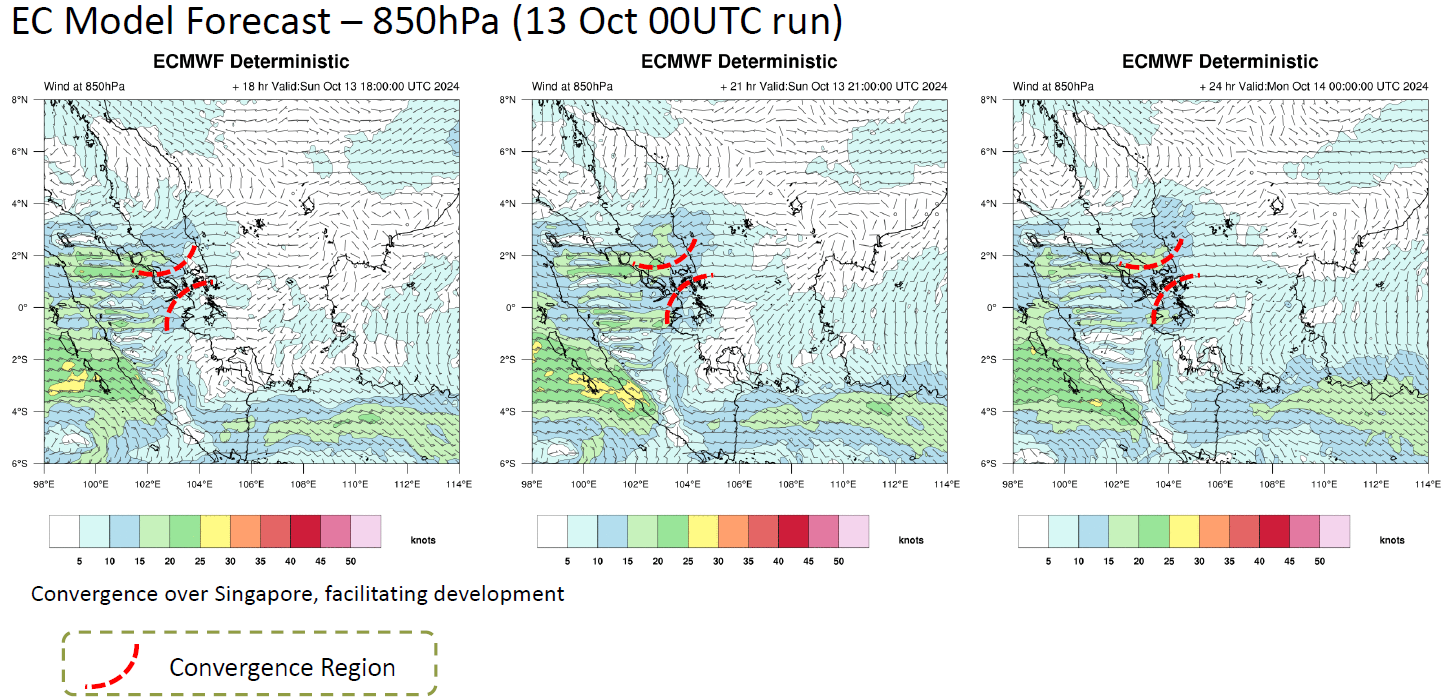 EC Model Forecast – 850hPa (13 Oct 00UTC run)
ECMWF Deterministic
Wind at 850hPa + 18 hr Valid:Sun Oct 13 18:00:00 UTC 2024
8°N
6°N
4°N
2°N
0°
2°S
4°S
6°S
98°E 100°E 102°E 104°E 106°E 108°E 110°E 112°E 114°E
5 10 15 20 25 30 35 40 45 50 knots
ECMWF Deterministic
Wind at 850hPa + 21 hr Valid:Sun Oct 13 21:00:00 UTC 2024
8°N
6°N
4°N
2°N
0°
2°S
4°S
6°S
98°E 100°E 102°E 104°E 106°E 108°E 110°E 112°E 114°E
5 10 15 20 25 30 35 40 45 50 knots
ECMWF Deterministic
Wind at 850hPa + 24 hr Valid:Mon Oct 14 00:00:00 UTC 2024
8°N
6°N
4°N
2°N
0°
2°S
4°S
6°S
98°E 100°E 102°E 104°E 106°E 108°E 110°E 112°E 114°E
5 10 15 20 25 30 35 40 45 50 knots
Convergence over Singapore, facilitating development
Convergence Region